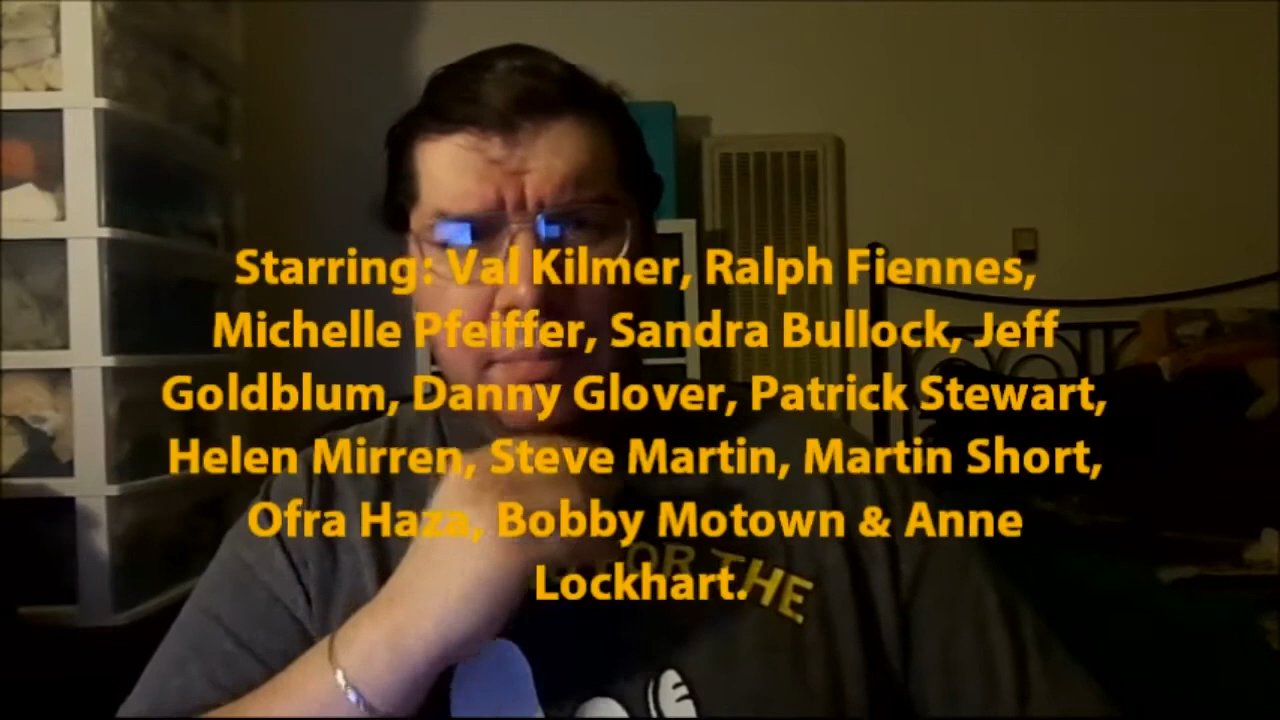 Starring: Val Kilmer, Ralph Fiennes,
Michelle Pfeiffer, Sandra Bullock, Jeff
Goldblum, Danny Glover, Patrick Stewart,
Helen Mirren, Steve Martin, Martin Short,
Ofra Haza, Bobby Motown & Anne
Lockhart.
THE